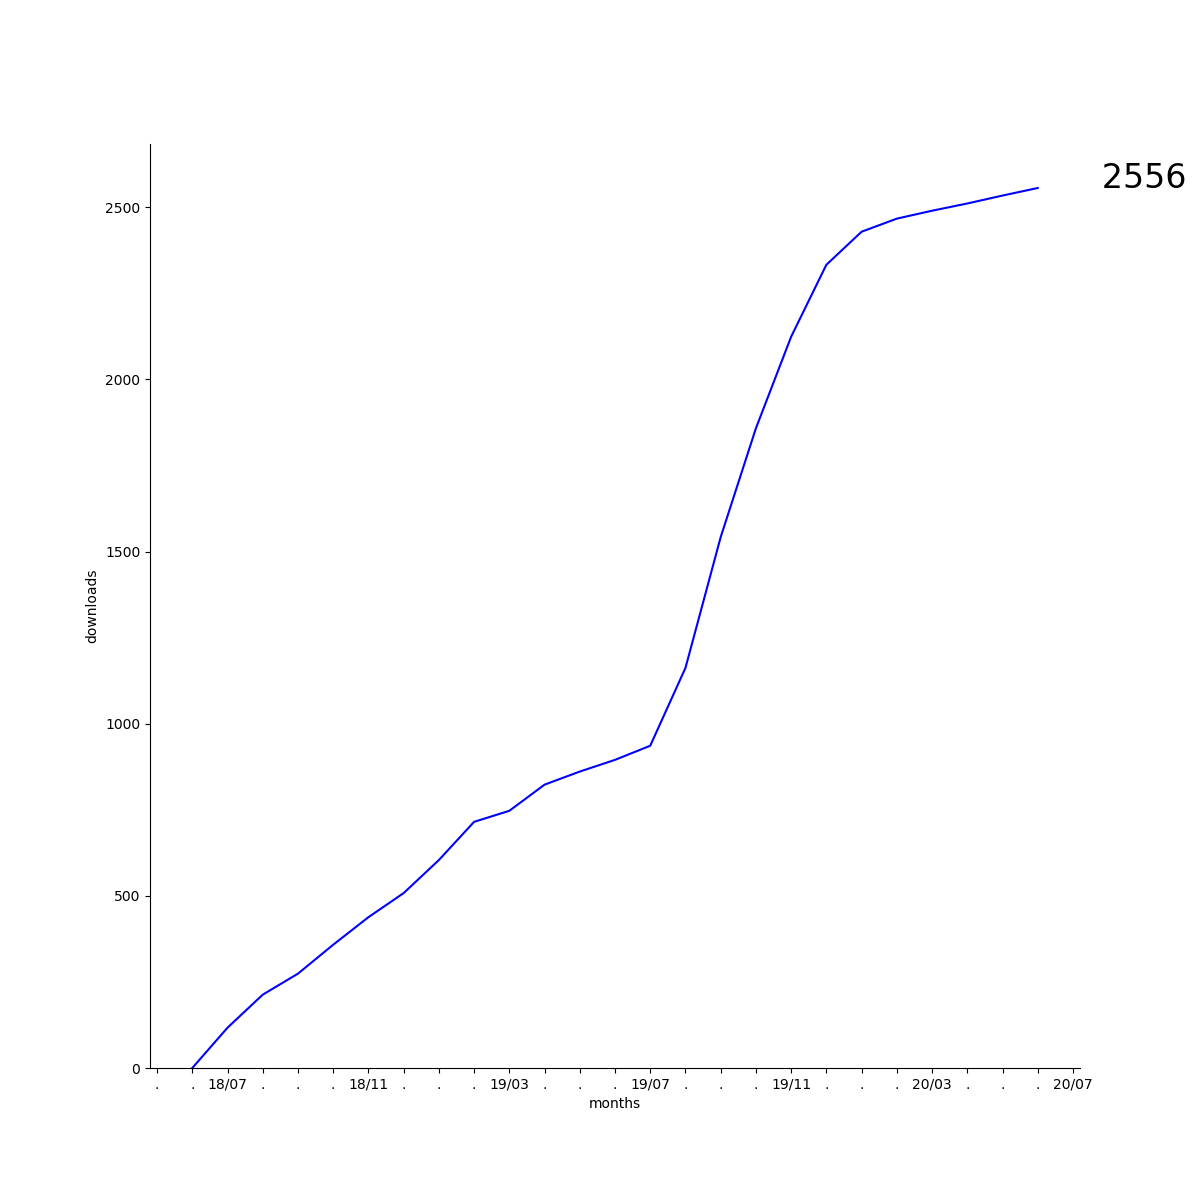 2556
2500
2000
1500
1000
500
0
downloads
. . 18/07 . . . 18/11 . . . 19/03 . . . 19/07 . . . 19/11 . . . 20/03 . . . 20/07
months